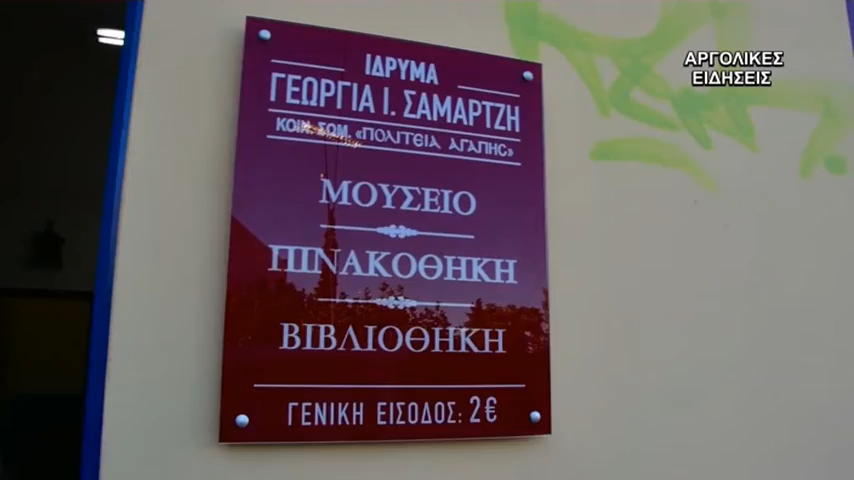 ΙΔΡΥΜΑ
ΓΕΩΡΓΙΑ Ι. ΣΑΜΑΡΤΖΗ
ΚΟΙΝ. ΣΩΜ. «ΠΟΛΙΤΕΙΑ ΑΓΑΠΗΣ»
ΜΟΥΣΕΙΟ
ΠΙΝΑΚΟΘΗΚΗ
ΒΙΒΛΙΟΘΗΚΗ
ΓΕΝΙΚΗ ΕΙΣΟΔΟΣ: 2€
ΑΡΓΟΛΙΚΕΣ
ΕΙΔΗΣΕΙΣ